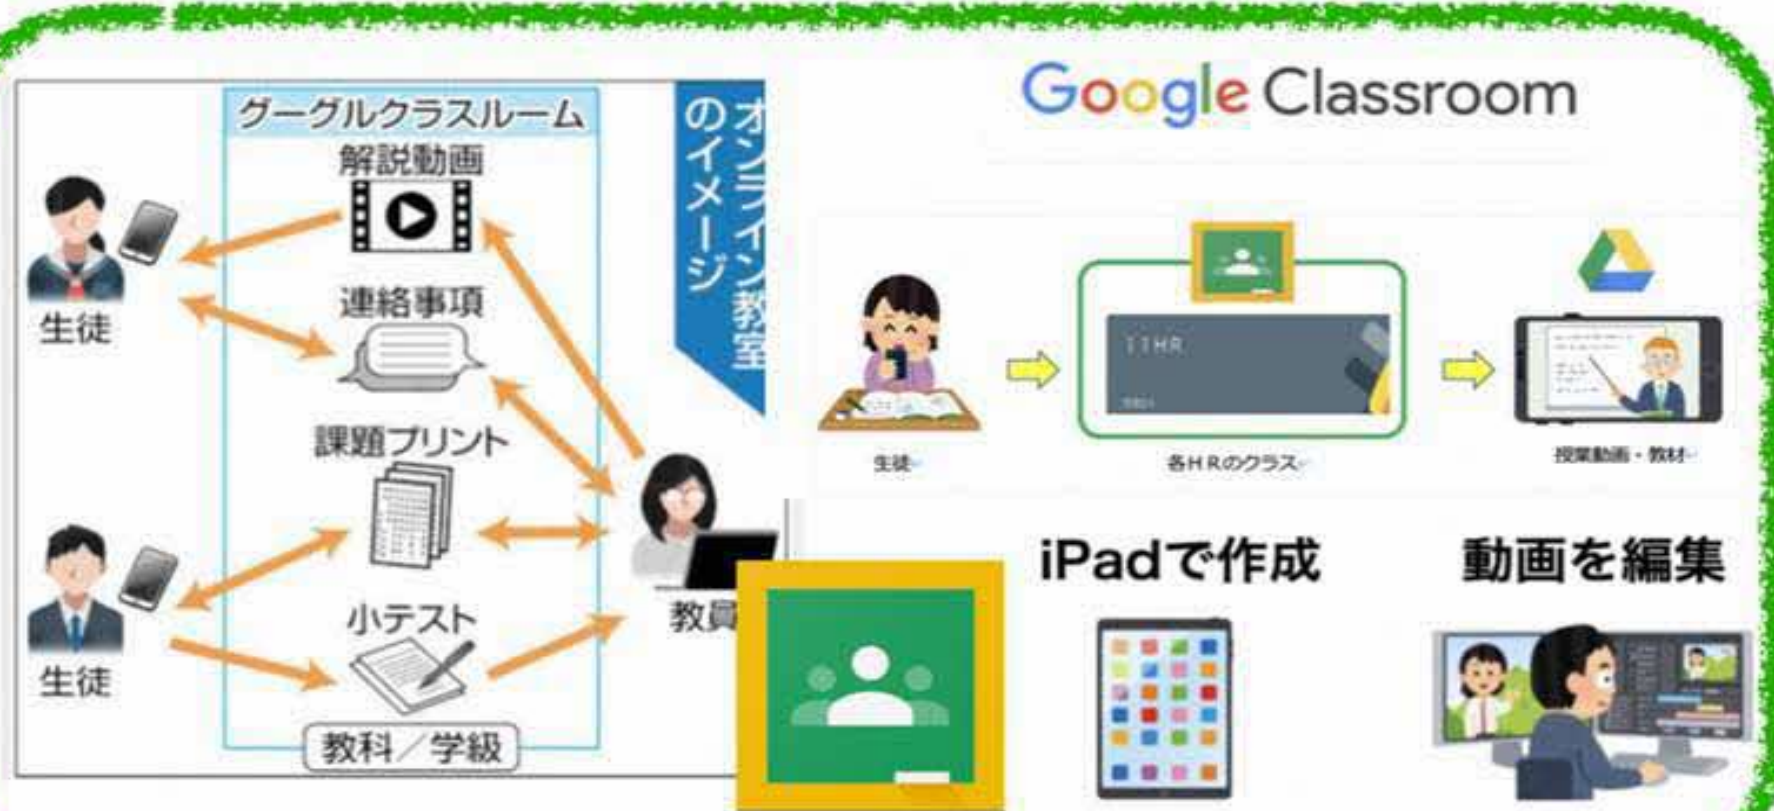 グーグルクラスルーム
解説動画
連絡事項
課題プリント
小テスト
教科/学級
生徒
生徒
教員
オンライン教室
のイメージ
Google Classroom
11HR
生徒
各HRのクラス
授業動画・教材
iPadで作成
動画を編集